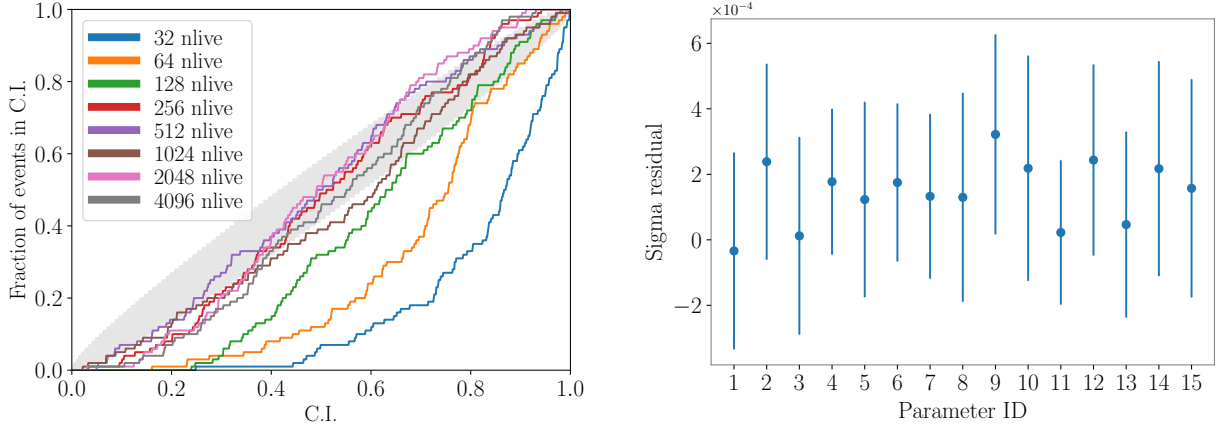 1.0
0.8
0.6
0.4
0.2
0.0
Fraction of events in C.I.
32 nlive
64 nlive
128 nlive
256 nlive
512 nlive
1024 nlive
2048 nlive
4096 nlive
0.0 0.2 0.4 0.6 0.8 1.0
C.I.
×10⁻⁴
6
4
2
0
−2
Sigma residual
1 2 3 4 5 6 7 8 9 10 11 12 13 14 15
Parameter ID